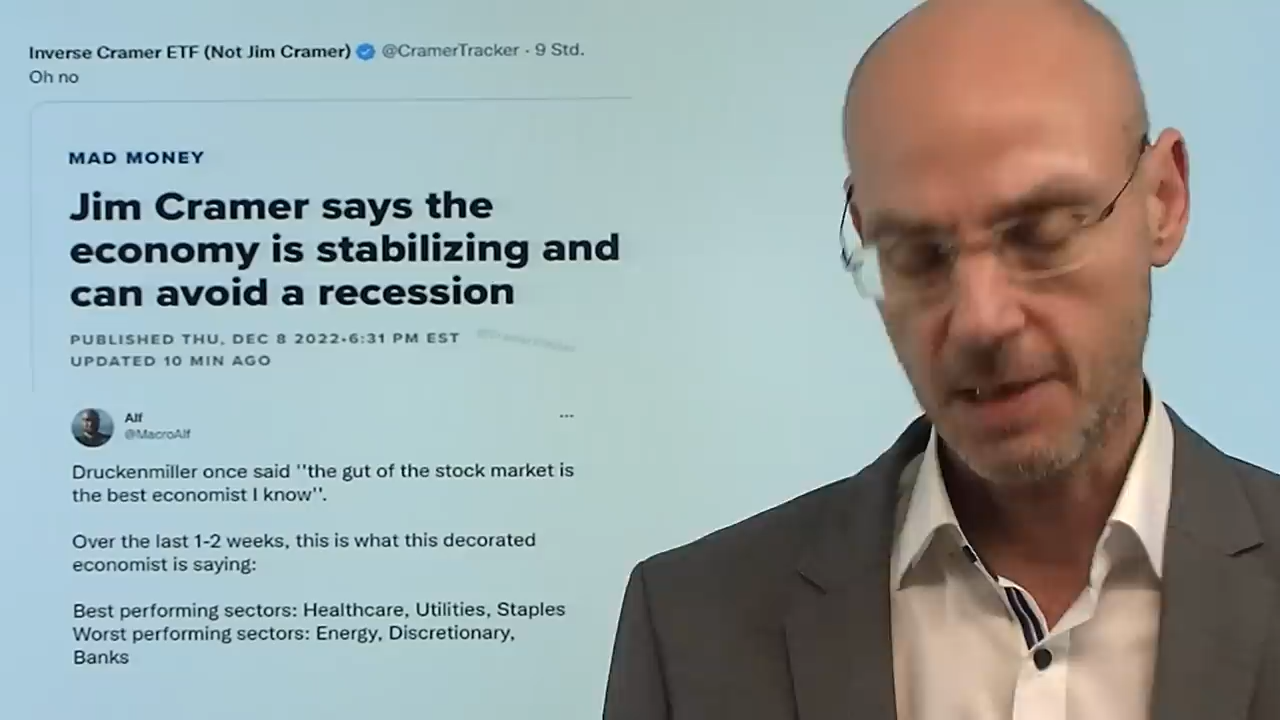 Inverse Cramer ETF (Not Jim Cramer) @CramerTracker · 9 Std.
Oh no
MAD MONEY
Jim Cramer says the
economy is stabilizing and
can avoid a recession
PUBLISHED THU, DEC 8 2022•6:31 PM EST
UPDATED 10 MIN AGO
Alf
@MacroAlf
Druckenmiller once said ''the gut of the stock market is
the best economist I know''.
Over the last 1-2 weeks, this is what this decorated
economist is saying:
Best performing sectors: Healthcare, Utilities, Staples
Worst performing sectors: Energy, Discretionary,
Banks